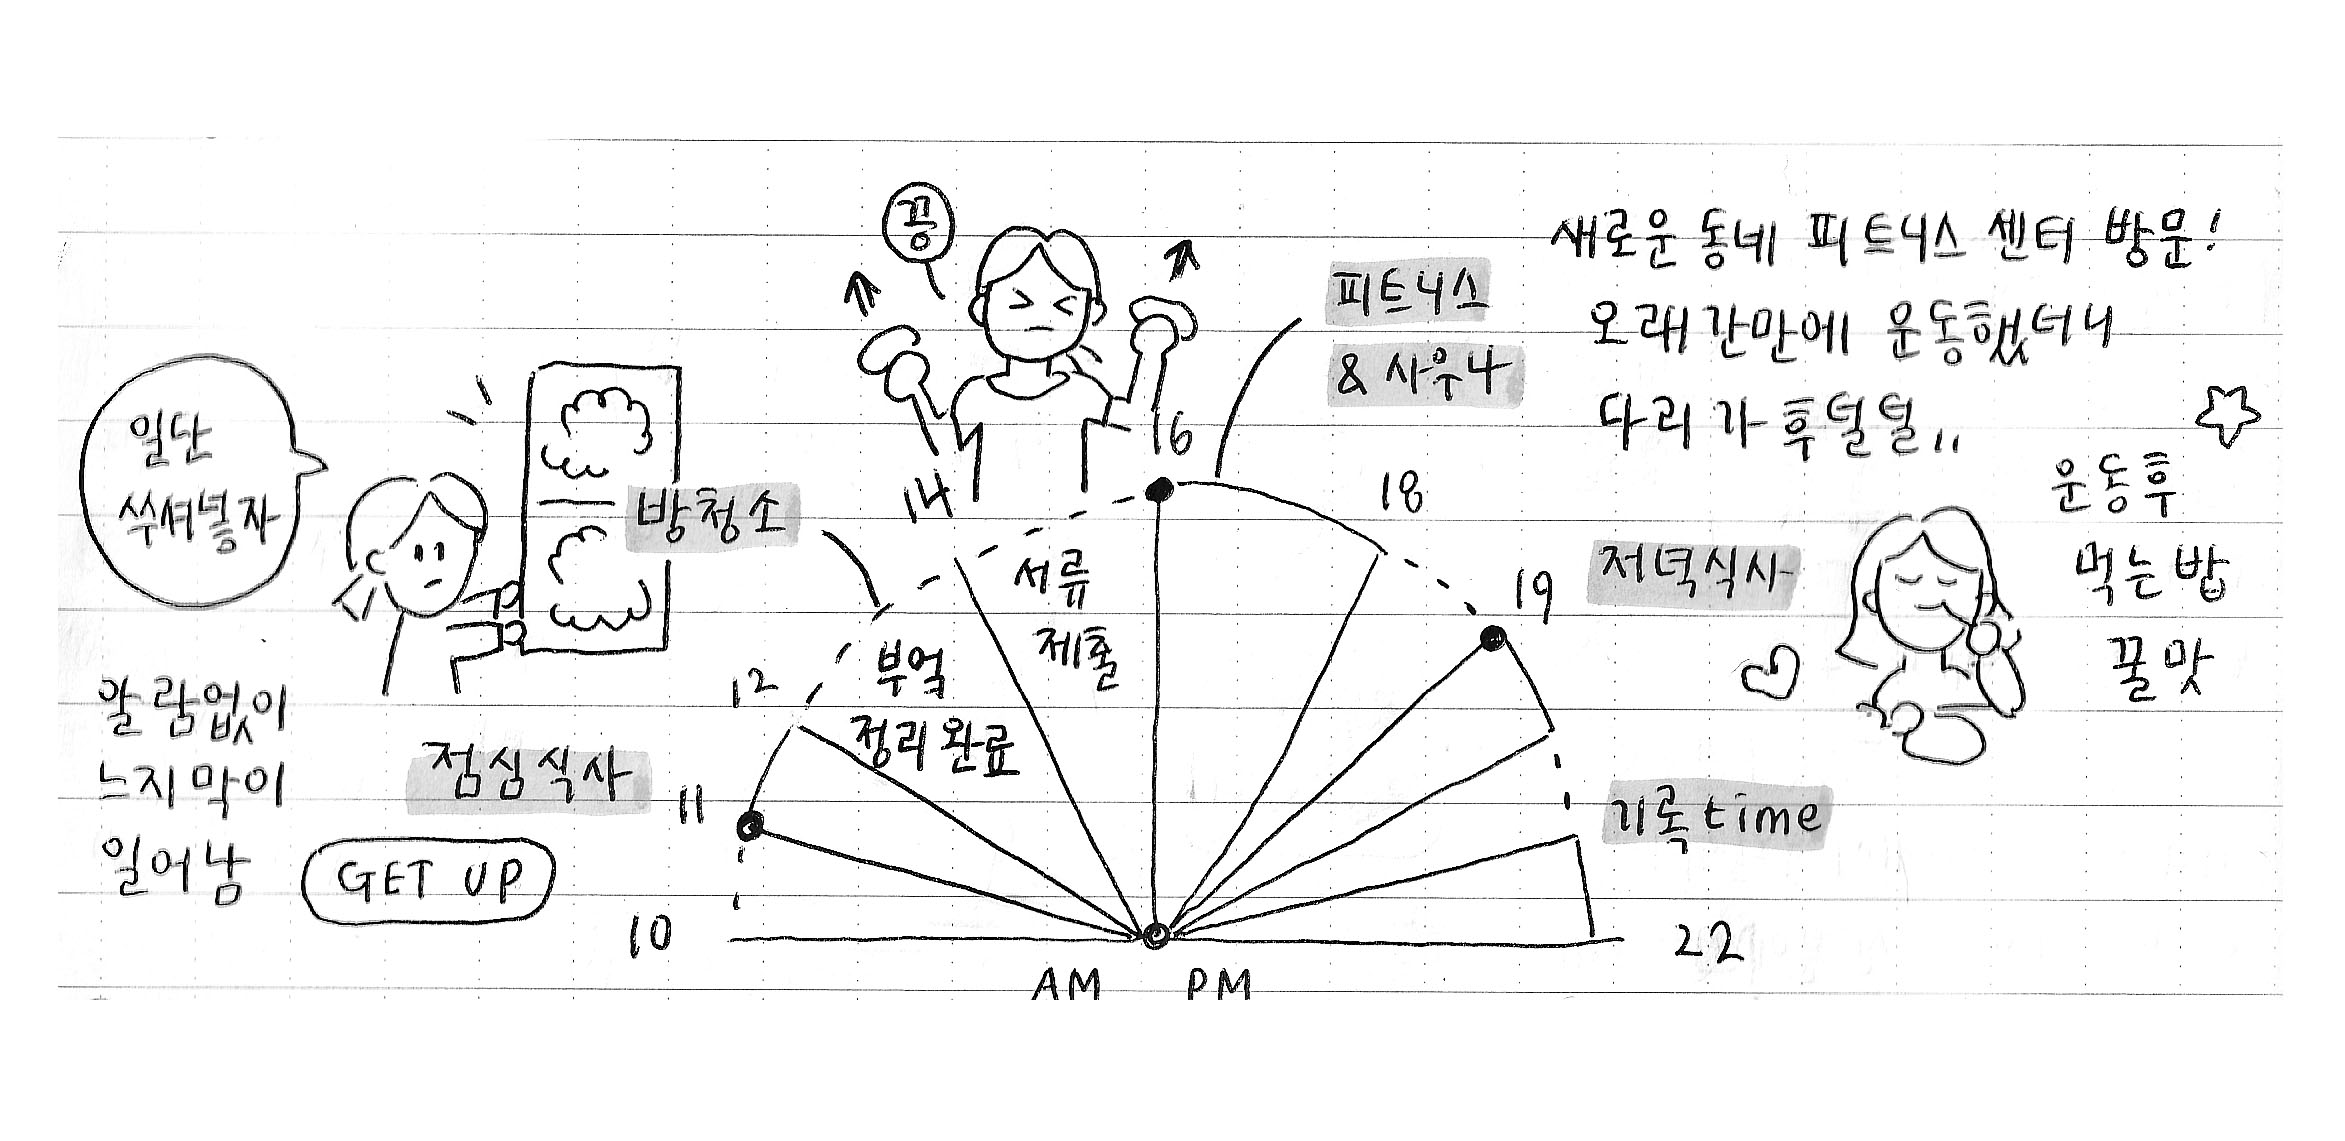 일단
쑤셔넣자
알람없이
느지막이
일어남
GET UP
점심식사
10
11
12
방청소
부엌
정리완료
14
서류
제출
끙
16
피트니스
& 사우나
18
새로운 동네 피트니스 센터 방문!
오래간만에 운동했더니
다리가 후덜덜,,
19
저녁식사
운동후
먹는밥
꿀맛
기록time
22
AM PM